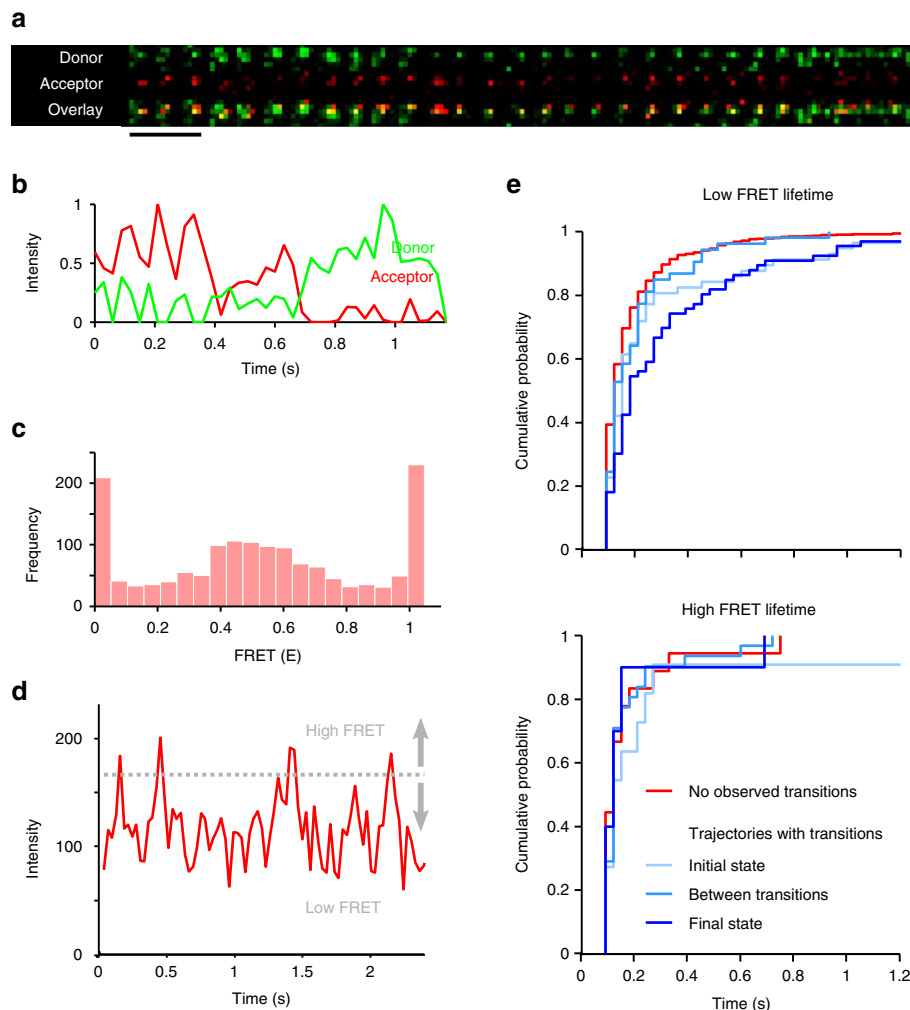 a
Donor
Acceptor
Overlay
b
1
0.5
0
Intensity
Donor
Acceptor
0 0.2 0.4 0.6 0.8 1
Time (s)
c
200
100
0
Frequency
0 0.2 0.4 0.6 0.8 1
FRET (E)
d
200
100
0
Intensity
High FRET
Low FRET
0 0.5 1 1.5 2
Time (s)
e
Low FRET lifetime
1
0.8
0.6
0.4
0.2
0
Cumulative probability
High FRET lifetime
1
0.8
0.6
0.4
0.2
0
Cumulative probability
No observed transitions
Trajectories with transitions
Initial state
Between transitions
Final state
0 0.2 0.4 0.6 0.8 1 1.2
Time (s)